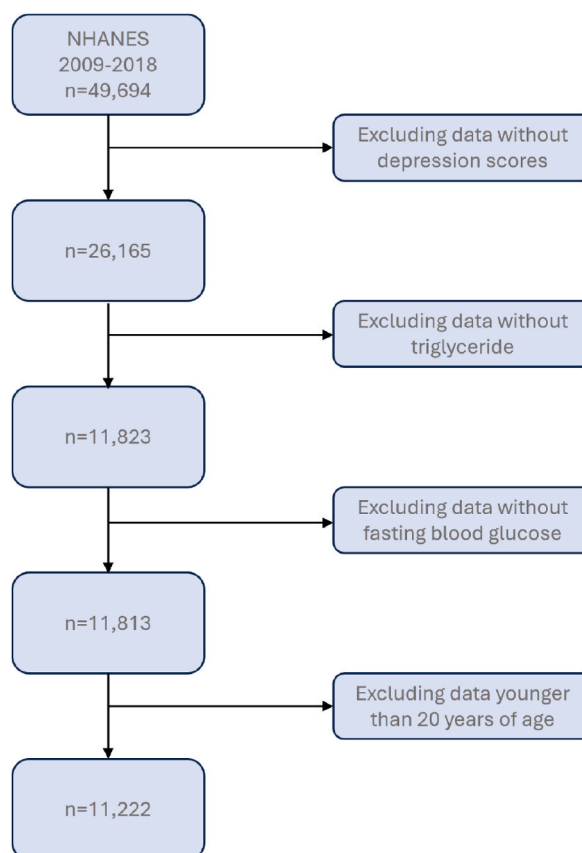 NHANES
2009-2018
n=49,694
Excluding data without
depression scores
n=26,165
Excluding data without
triglyceride
n=11,823
Excluding data without
fasting blood glucose
n=11,813
Excluding data younger
than 20 years of age
n=11,222